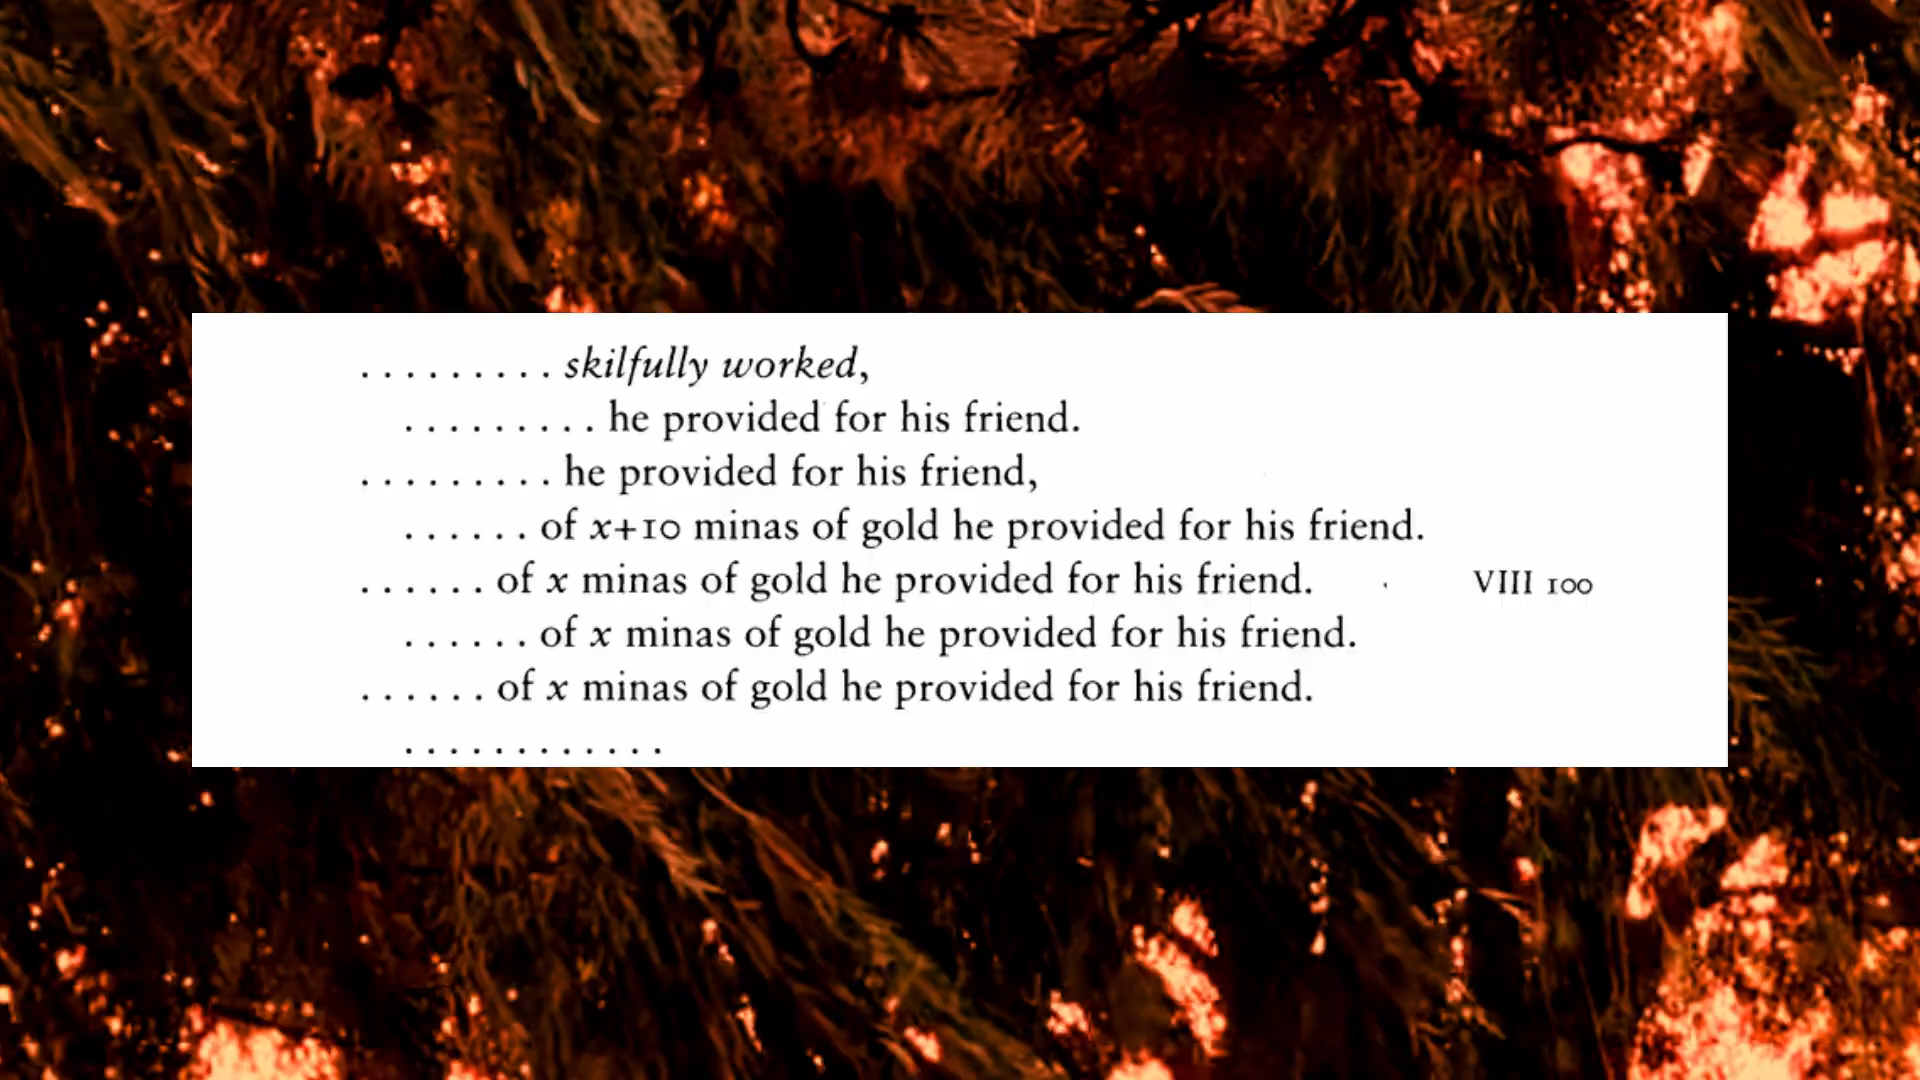 . . . . . . . . . skilfully worked,
. . . . . . . . . he provided for his friend.
. . . . . . . . . he provided for his friend,
. . . . . . of x+10 minas of gold he provided for his friend.
. . . . . . of x minas of gold he provided for his friend. VIII 100
. . . . . . of x minas of gold he provided for his friend.
. . . . . . of x minas of gold he provided for his friend.
. . . . . . . . . . . .